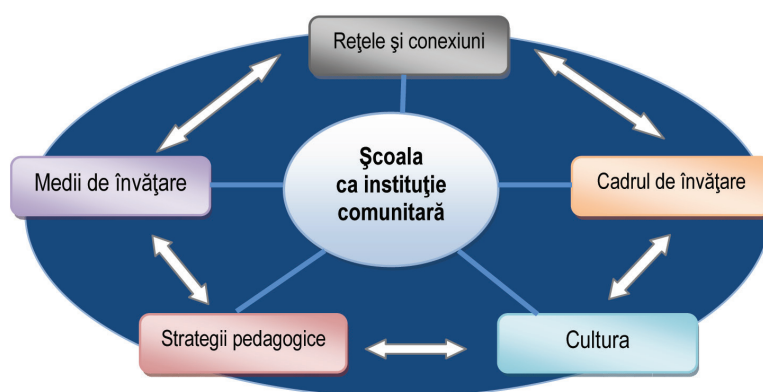 Reţele şi conexiuni
Şcoala
ca instituţie
comunitară
Medii de învăţare
Cadrul de învăţare
Strategii pedagogice
Cultura